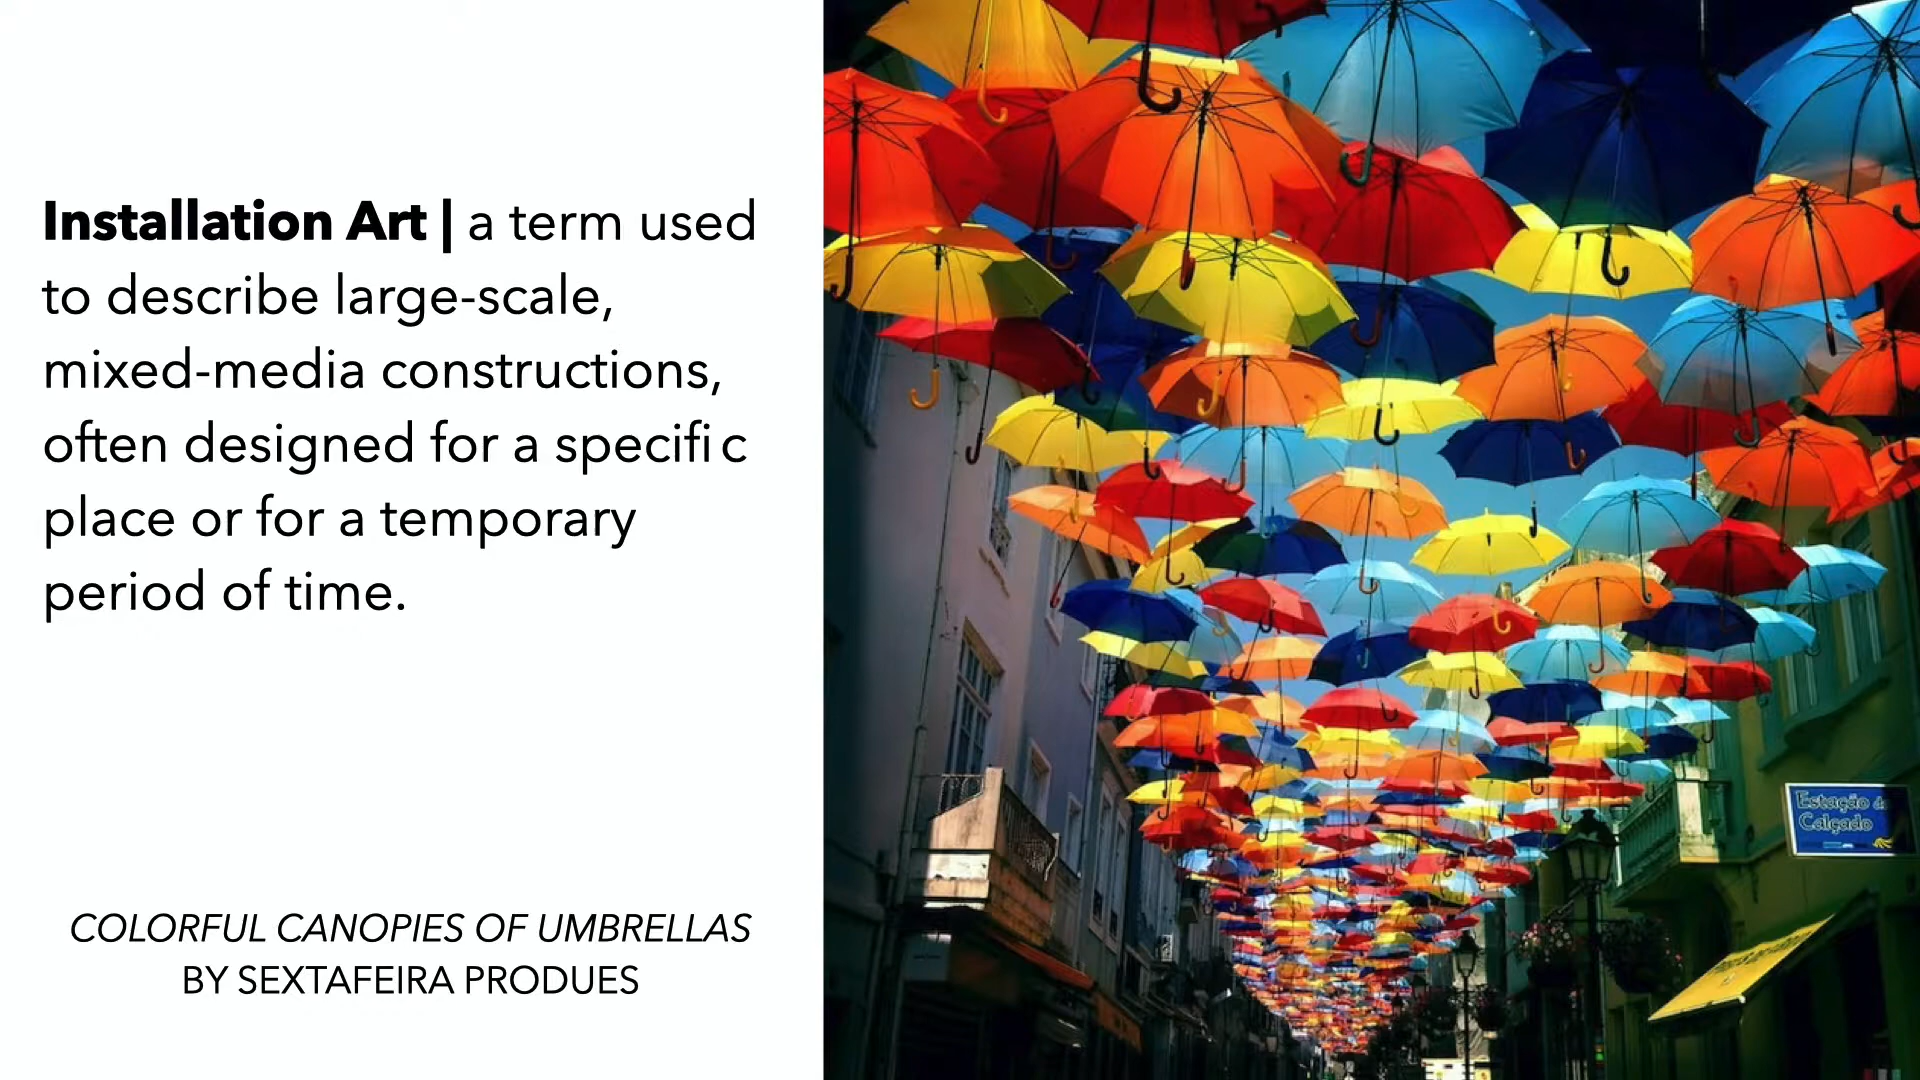 Installation Art | a term used
to describe large-scale,
mixed-media constructions,
often designed for a specific
place or for a temporary
period of time.
COLORFUL CANOPIES OF UMBRELLAS
BY SEXTAFEIRA PRODUES
Estação d
Calçado